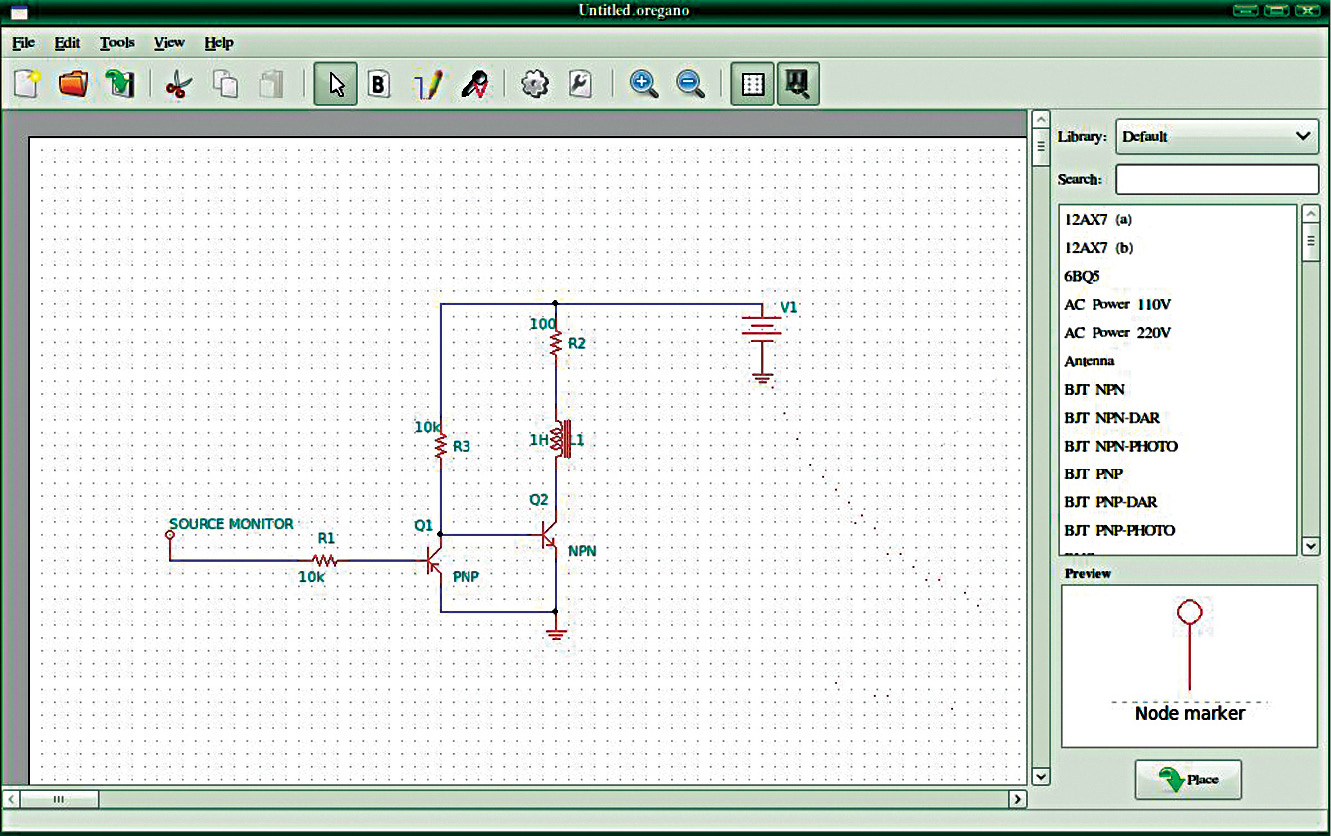 Untitled.oregano
File Edit Tools View Help
B
Library: Default
Search:
12AX7 (a)
12AX7 (b)
6BQ5
AC Power 110V
AC Power 220V
Antenna
BJT NPN
BJT NPN-DAR
BJT NPN-PHOTO
BJT PNP
BJT PNP-DAR
BJT PNP-PHOTO
Preview
Node marker
Place
V1
100
R2
10k
R3
1H L1
Q2
NPN
SOURCE MONITOR
R1
10k
Q1
PNP